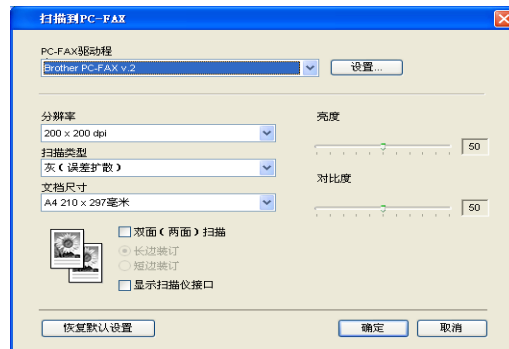 扫描到PC-FAX
PC-FAX驱动程
Brother PC-FAX v.2
设置...
分辨率
200 x 200 dpi
扫描类型
灰(误差扩散)
文档尺寸
A4 210 x 297毫米
亮度
50
对比度
50
双面(两面)扫描
长边装订
短边装订
显示扫描仪接口
恢复默认设置
确定
取消